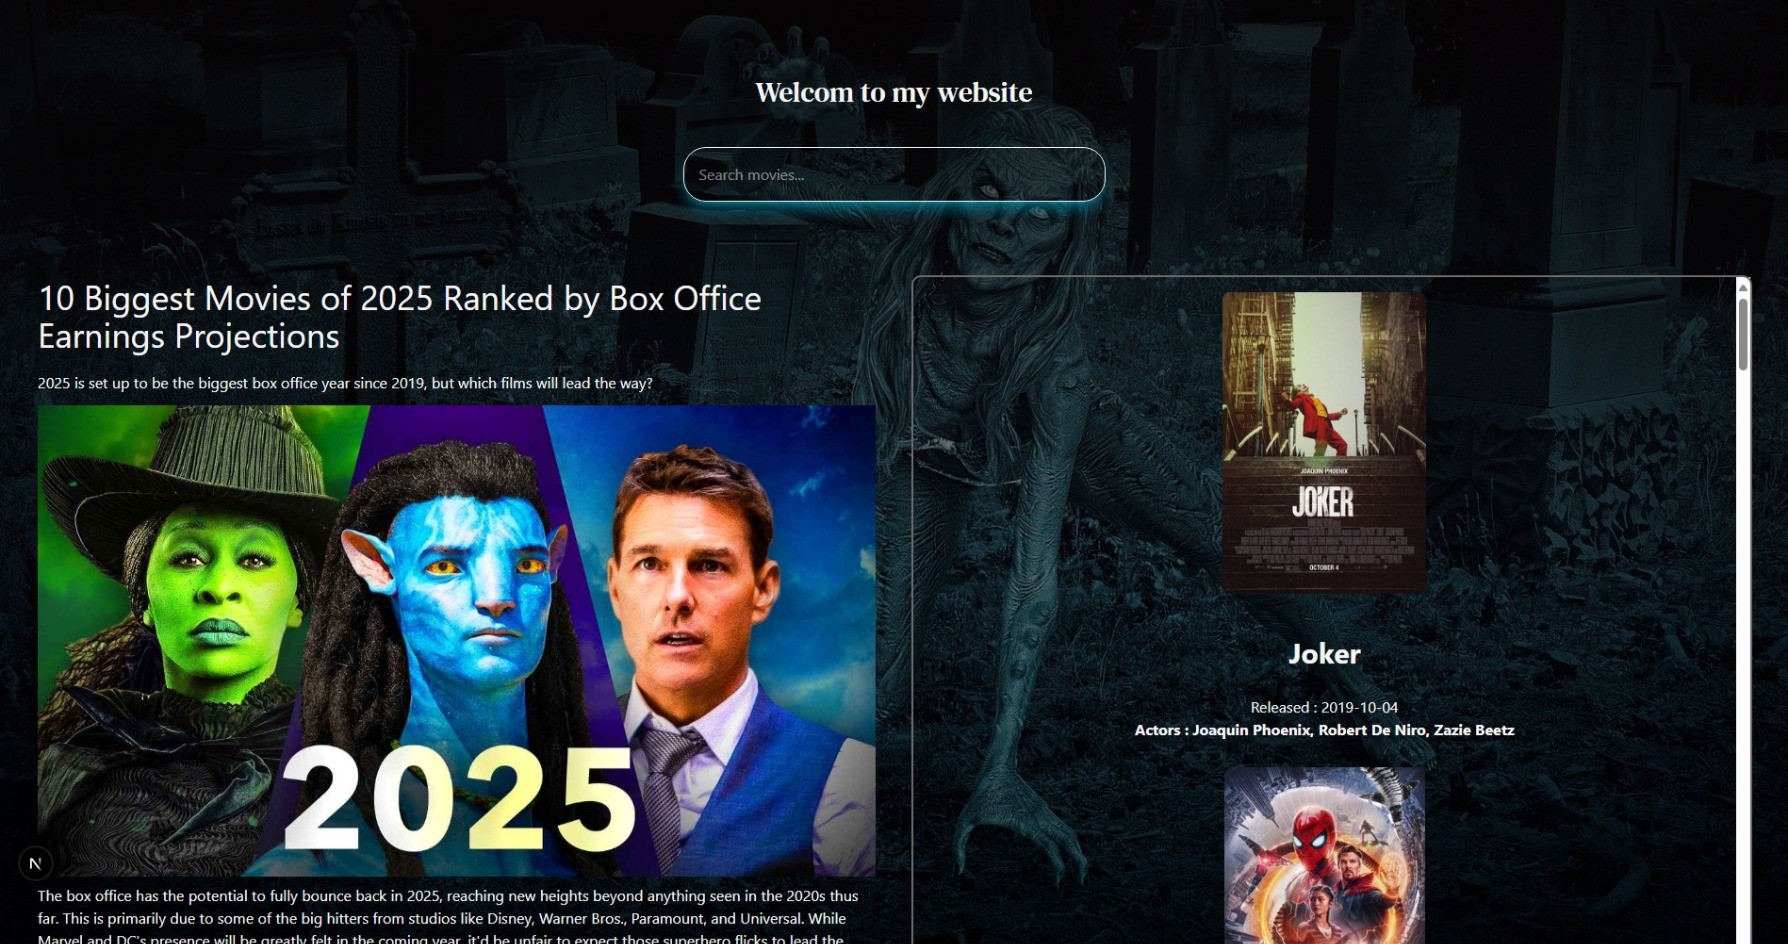 Welcom to my website
Search movies...
10 Biggest Movies of 2025 Ranked by Box Office
Earnings Projections
2025 is set up to be the biggest box office year since 2019, but which films will lead the way?
2025
N
The box office has the potential to fully bounce back in 2025, reaching new heights beyond anything seen in the 2020s thus
far. This is primarily due to some of the big hitters from studios like Disney, Warner Bros., Paramount, and Universal. While
Marvel and DC's presence will be greatly felt in the coming year, it'd be unfair to expect those superhero flicks to lead the
JOAQUIN PHOENIX
JOKER
OCTOBER 4
Joker
Released : 2019-10-04
Actors : Joaquin Phoenix, Robert De Niro, Zazie Beetz